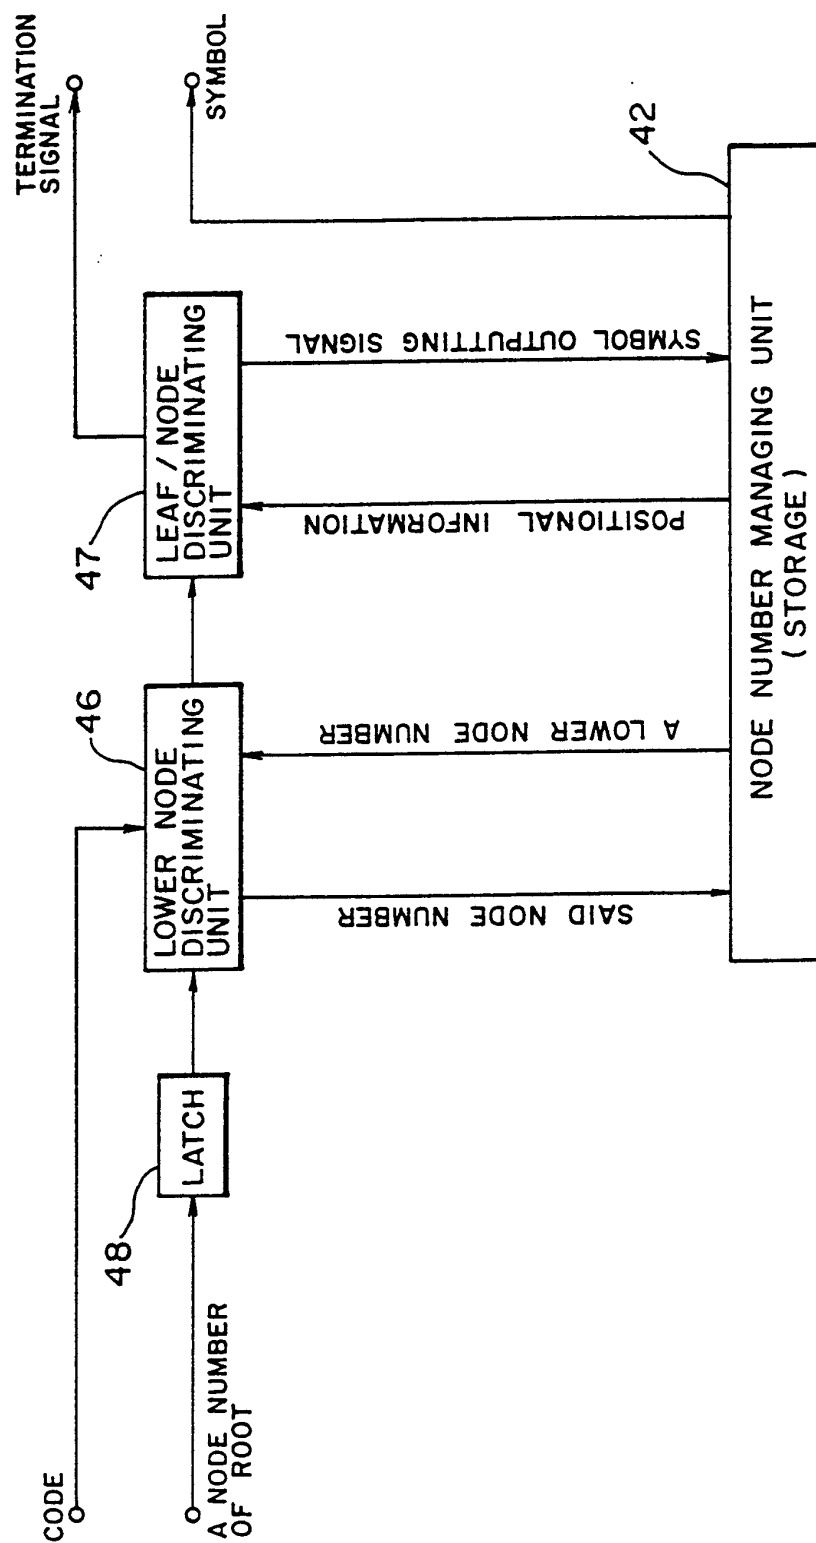 TERMINATION
SIGNAL
SYMBOL
CODE
A NODE NUMBER
OF ROOT
48
LATCH
46
LOWER NODE
DISCRIMINATING
UNIT
47
LEAF / NODE
DISCRIMINATING
UNIT
SAID NODE NUMBER
A LOWER NODE NUMBER
POSITIONAL INFORMATION
SYMBOL OUTPUTTING SIGNAL
42
NODE NUMBER MANAGING UNIT
( STORAGE )